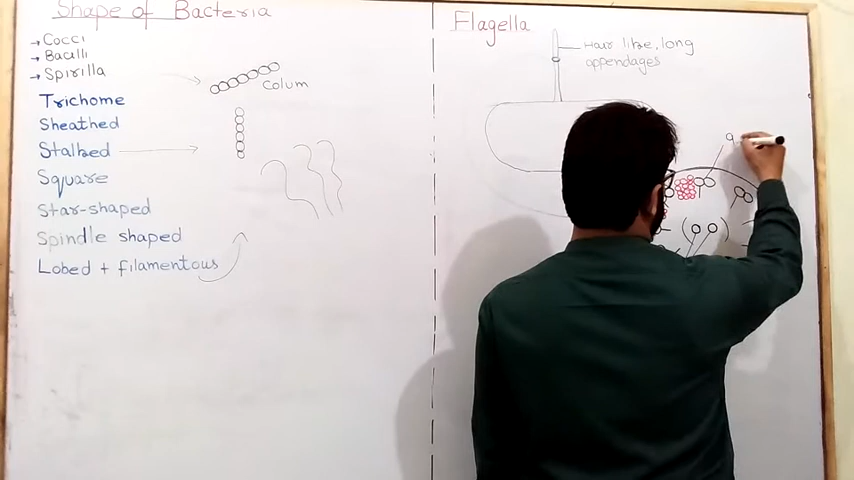 Shape of Bacteria
→ Cocci
→ Bacilli
→ Spirilla
Colum
Trichome
Sheathed
Stalked
Square
Star-shaped
Spindle shaped
Lobed + filamentous
Flagella
Hair like, long
appendages
9